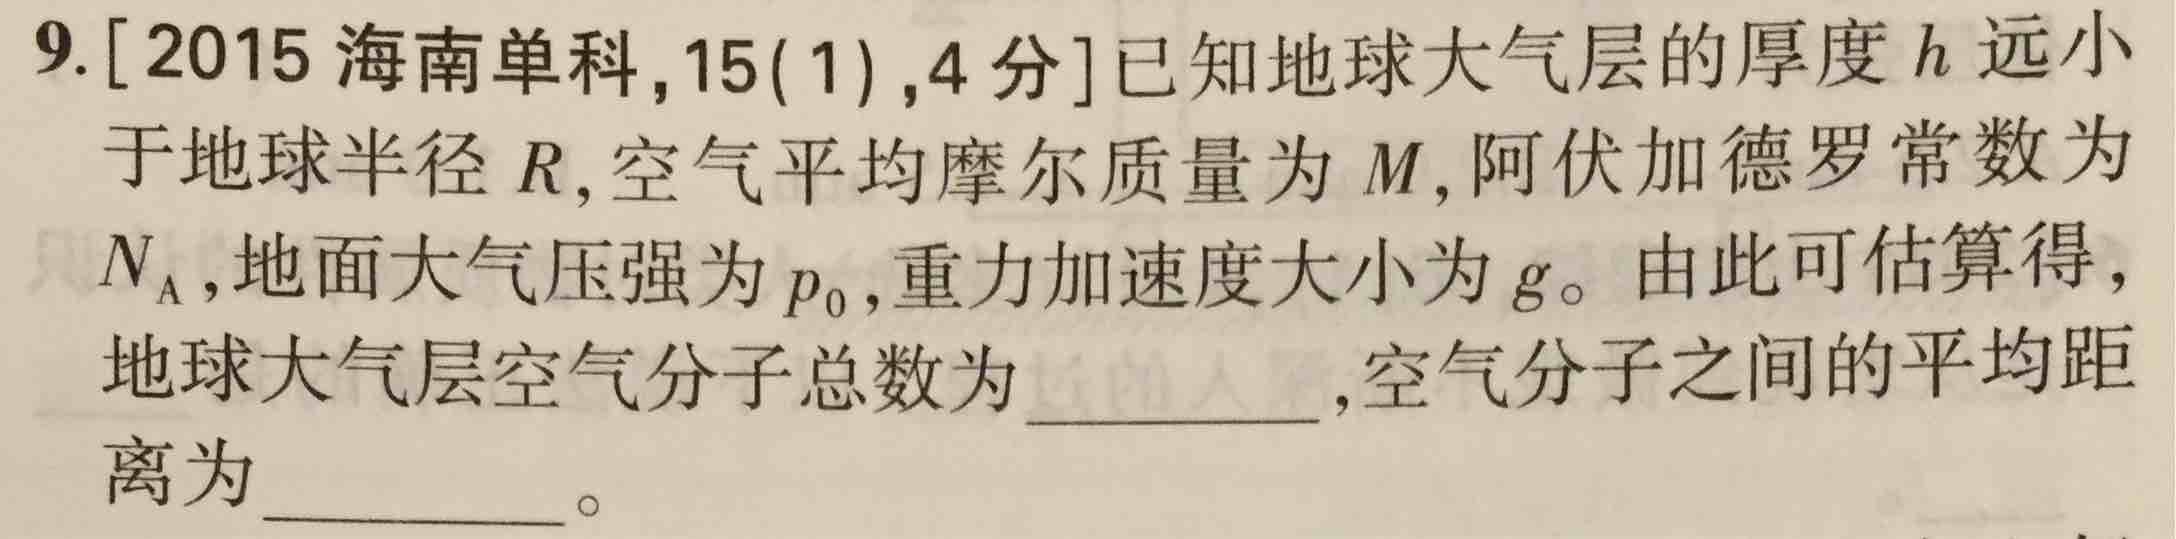 9.[2015 海南单科,15(1),4 分]已知地球大气层的厚度 h 远小
于地球半径 R,空气平均摩尔质量为 M,阿伏加德罗常数为
N_A,地面大气压强为 p₀,重力加速度大小为 g。由此可估算得,
地球大气层空气分子总数为________,空气分子之间的平均距
离为________。